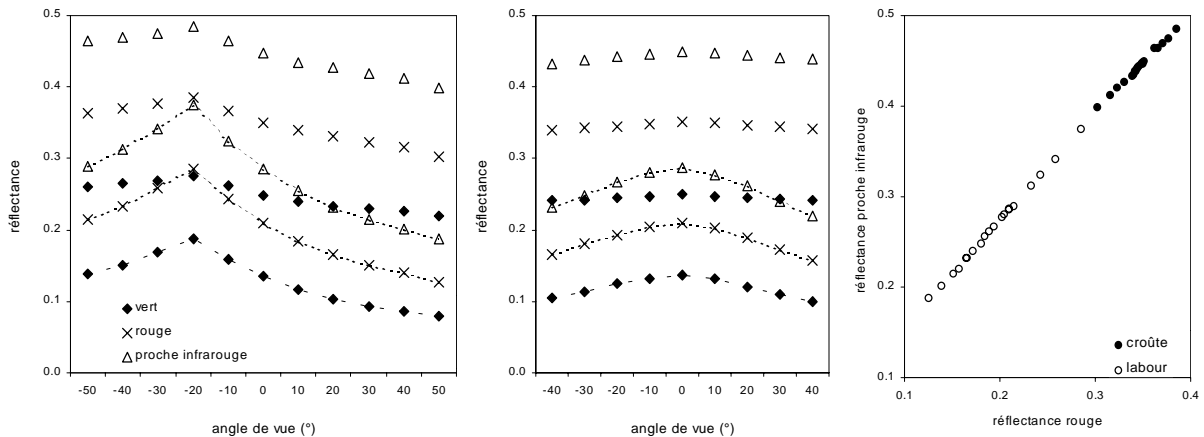 0.5
0.4
0.3
0.2
0.1
0.0
réflectance
-50 -40 -30 -20 -10 0 10 20 30 40 50
angle de vue (°)
vert
rouge
proche infrarouge
0.5
0.4
0.3
0.2
0.1
0.0
réflectance
-40 -30 -20 -10 0 10 20 30 40
angle de vue (°)
0.5
0.4
0.3
0.2
0.1
réflectance proche infrarouge
0.1 0.2 0.3 0.4
réflectance rouge
croûte
labour